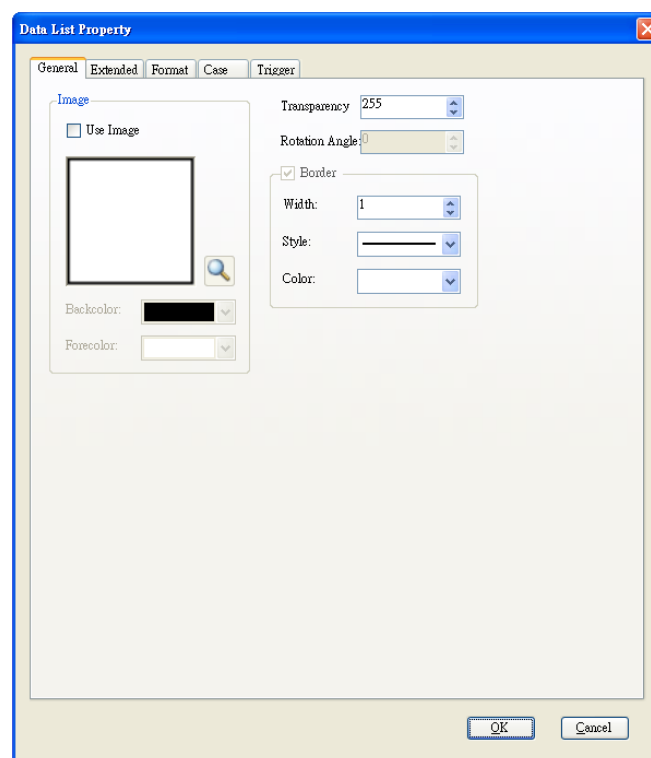 Data List Property
General Extended Format Case Trigger
Image
Use Image
Backcolor:
Forecolor:
Transparency 255
Rotation Angle: 0
Border
Width: 1
Style:
Color:
OK Cancel